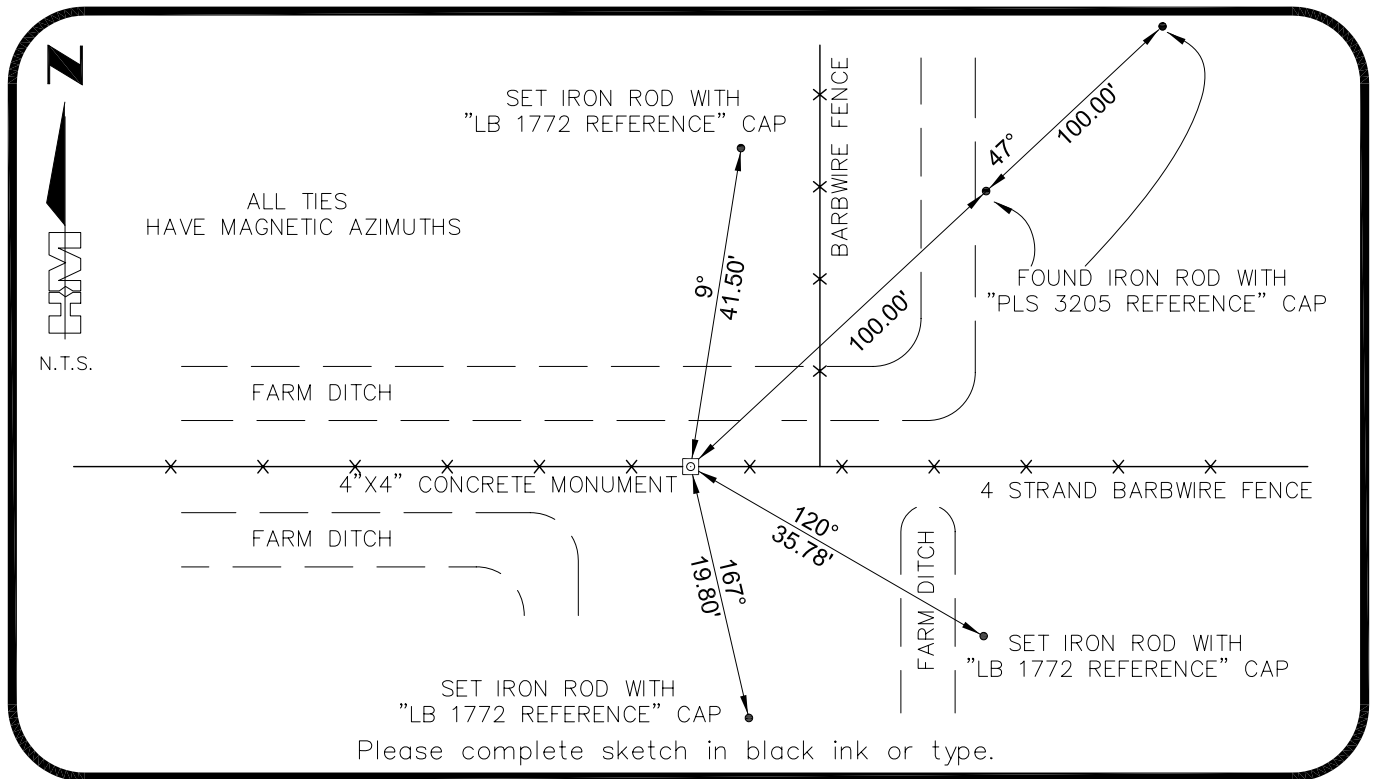 N
HM
N.T.S.
SET IRON ROD WITH
"LB 1772 REFERENCE" CAP
ALL TIES
HAVE MAGNETIC AZIMUTHS
BARBWIRE FENCE
47°
100.00'
9°
41.50'
100.00'
FOUND IRON ROD WITH
"PLS 3205 REFERENCE" CAP
FARM DITCH
4"X4" CONCRETE MONUMENT
4 STRAND BARBWIRE FENCE
FARM DITCH
120°
35.78'
167°
19.80'
FARM DITCH
SET IRON ROD WITH
"LB 1772 REFERENCE" CAP
SET IRON ROD WITH
"LB 1772 REFERENCE" CAP
Please complete sketch in black ink or type.